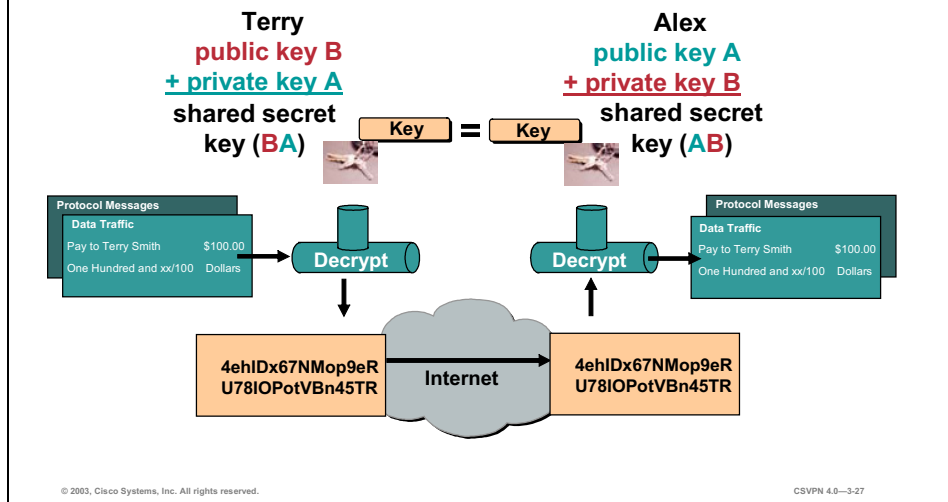 Terry
public key B
+ private key A
shared secret
key (BA)
Alex
public key A
+ private key B
shared secret
key (AB)
Key = Key
Protocol Messages
Data Traffic
Pay to Terry Smith $100.00
One Hundred and xx/100 Dollars
Decrypt
Decrypt
Protocol Messages
Data Traffic
Pay to Terry Smith $100.00
One Hundred and xx/100 Dollars
4ehIDx67NMop9eR
U78IOPotVBn45TR
Internet
4ehIDx67NMop9eR
U78IOPotVBn45TR
© 2003, Cisco Systems, Inc. All rights reserved.
CSVPN 4.0—3-27